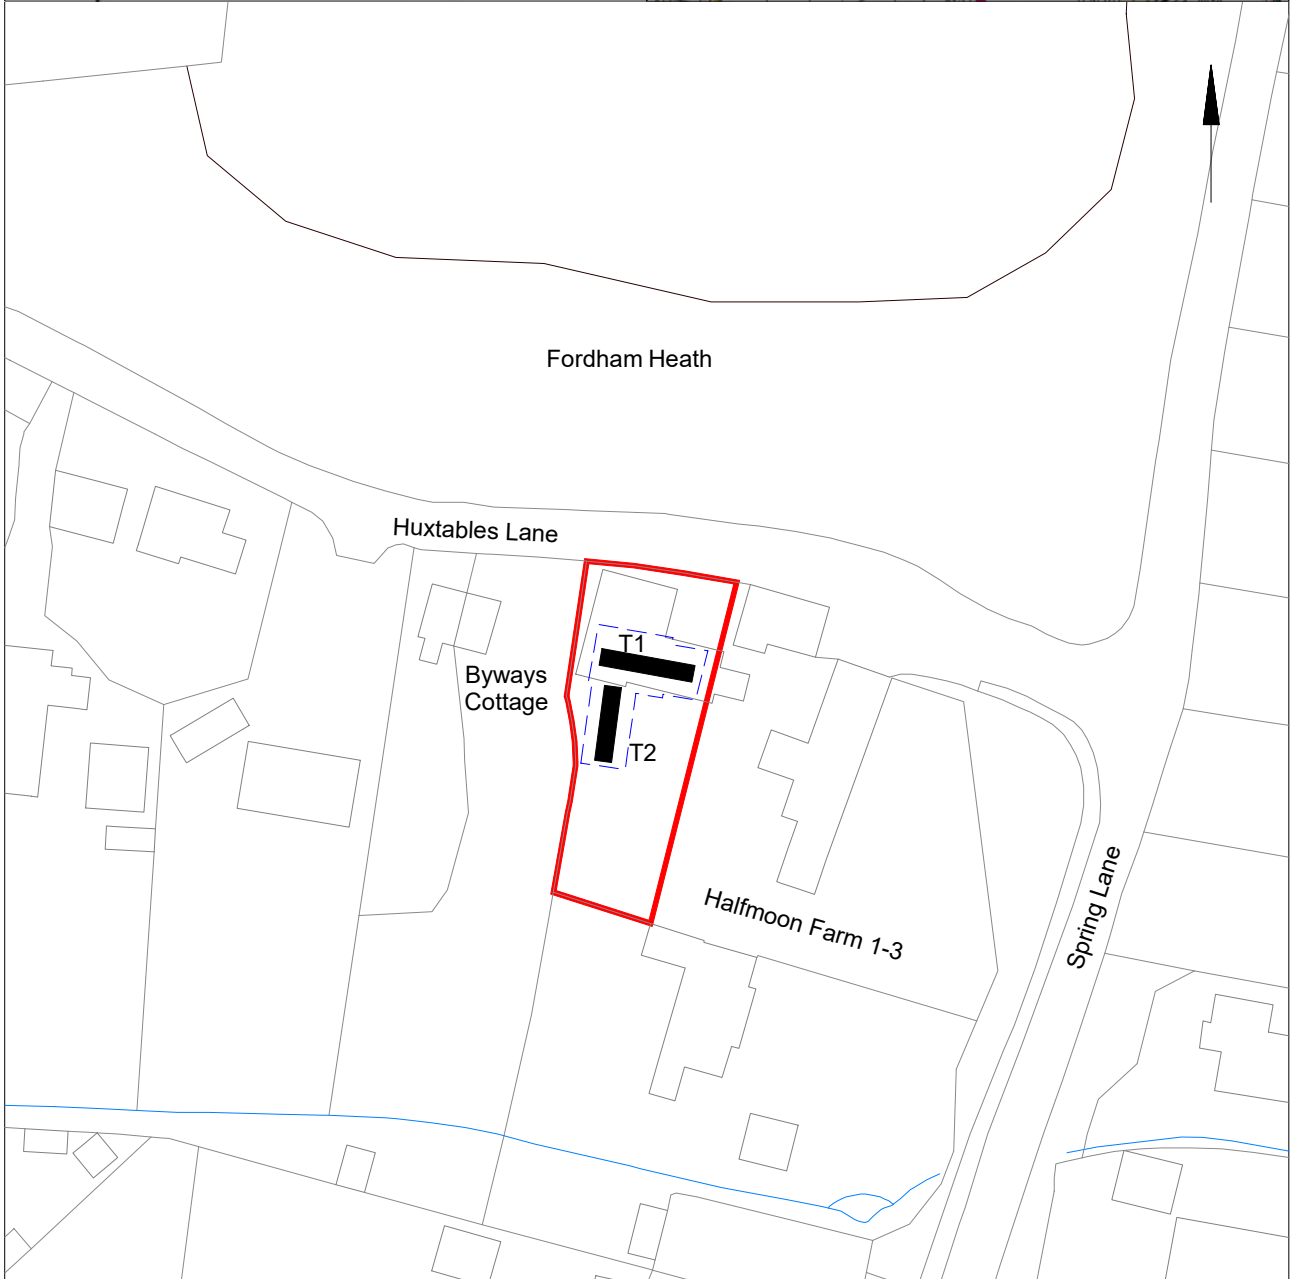 Fordham Heath
Huxtables Lane
T1
Byways
Cottage
T2
Halfmoon Farm 1-3
Spring Lane